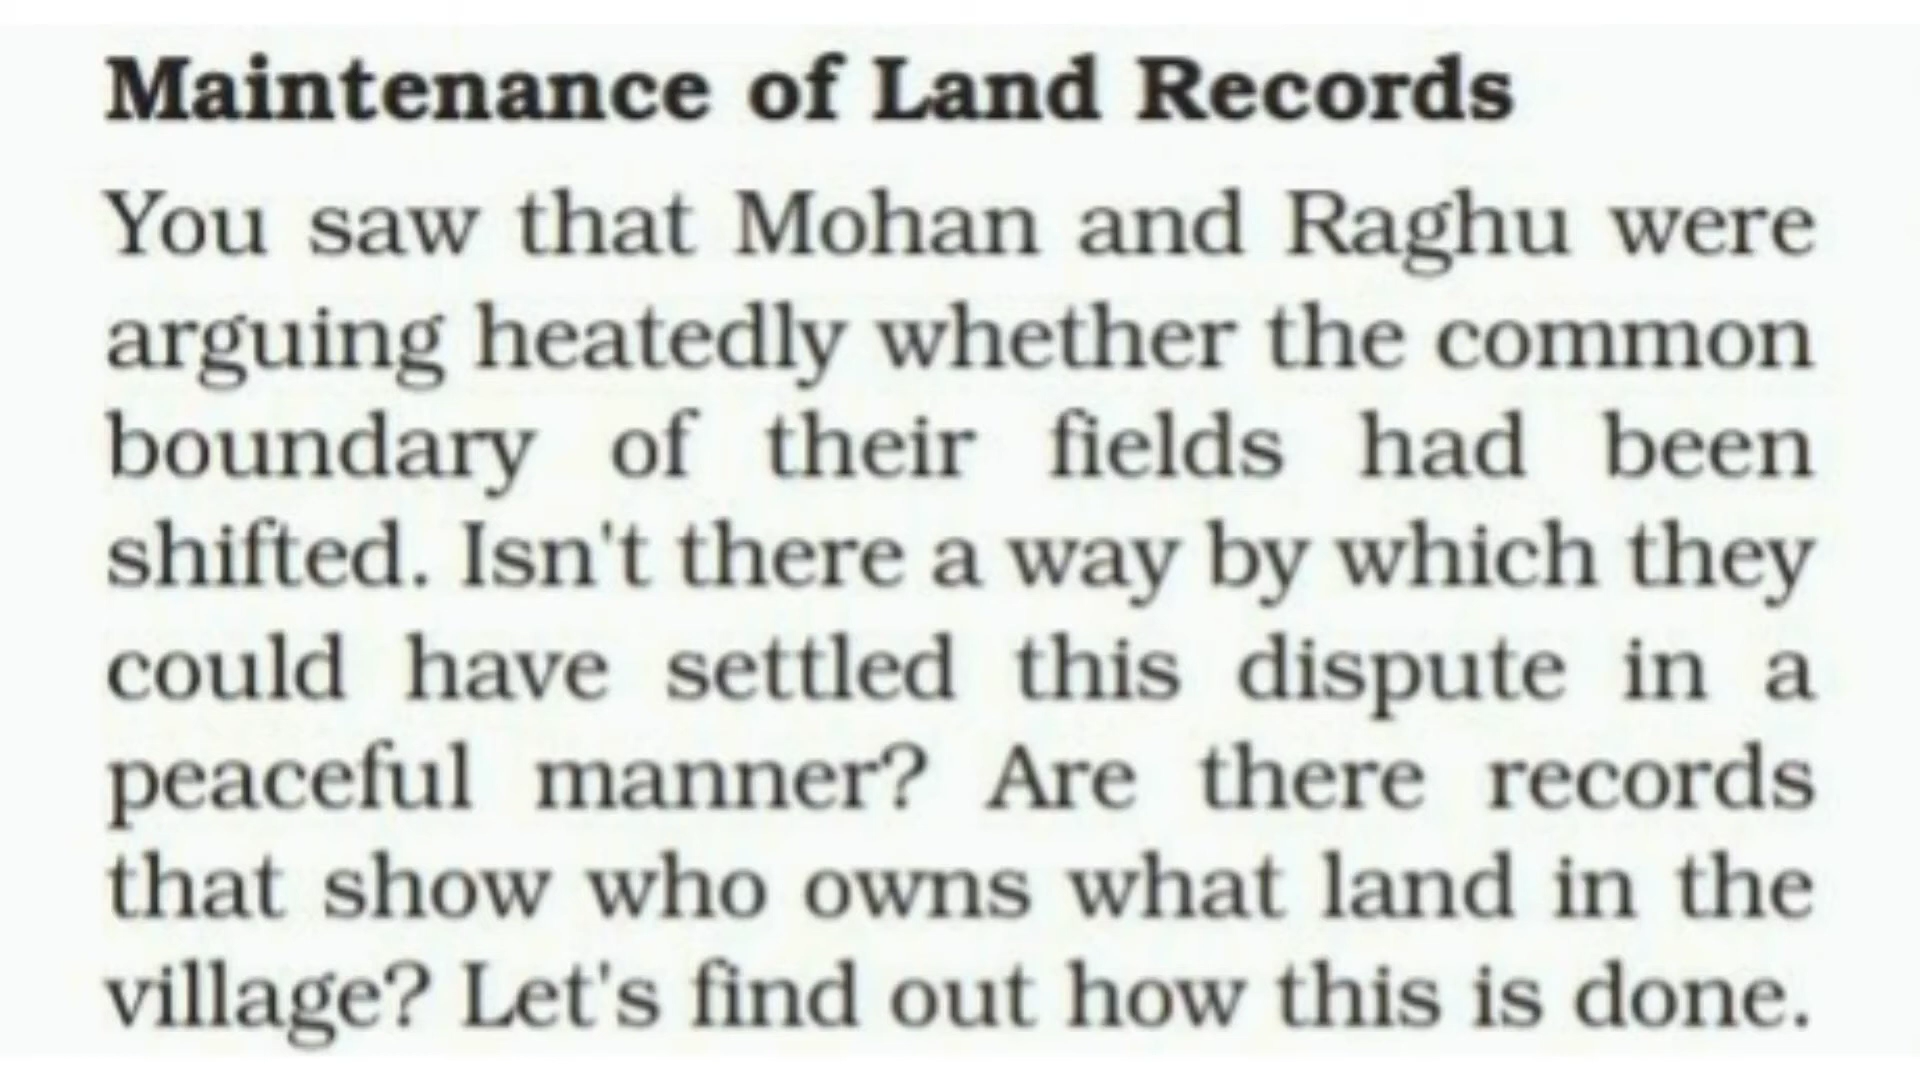 Maintenance of Land Records
You saw that Mohan and Raghu were
arguing heatedly whether the common
boundary of their fields had been
shifted. Isn't there a way by which they
could have settled this dispute in a
peaceful manner? Are there records
that show who owns what land in the
village? Let's find out how this is done.